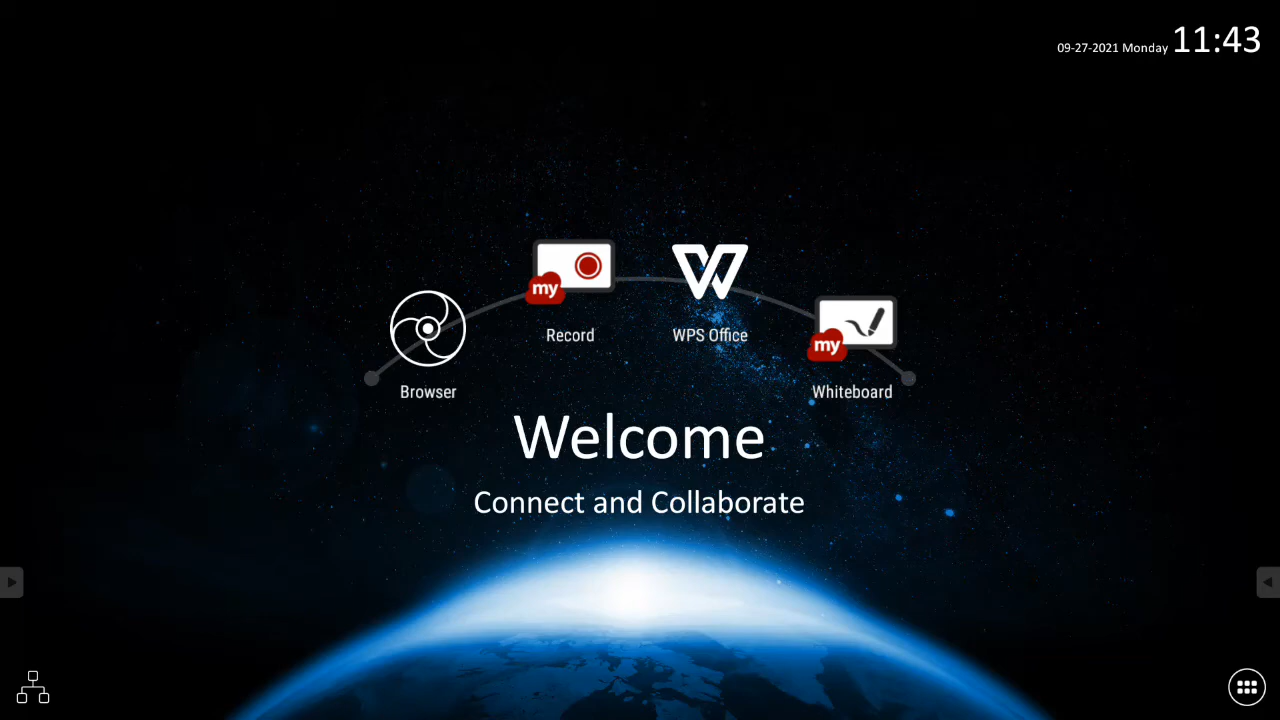 09-27-2021 Monday 11:43
my
Record
WPS Office
my
Browser
Whiteboard
Welcome
Connect and Collaborate